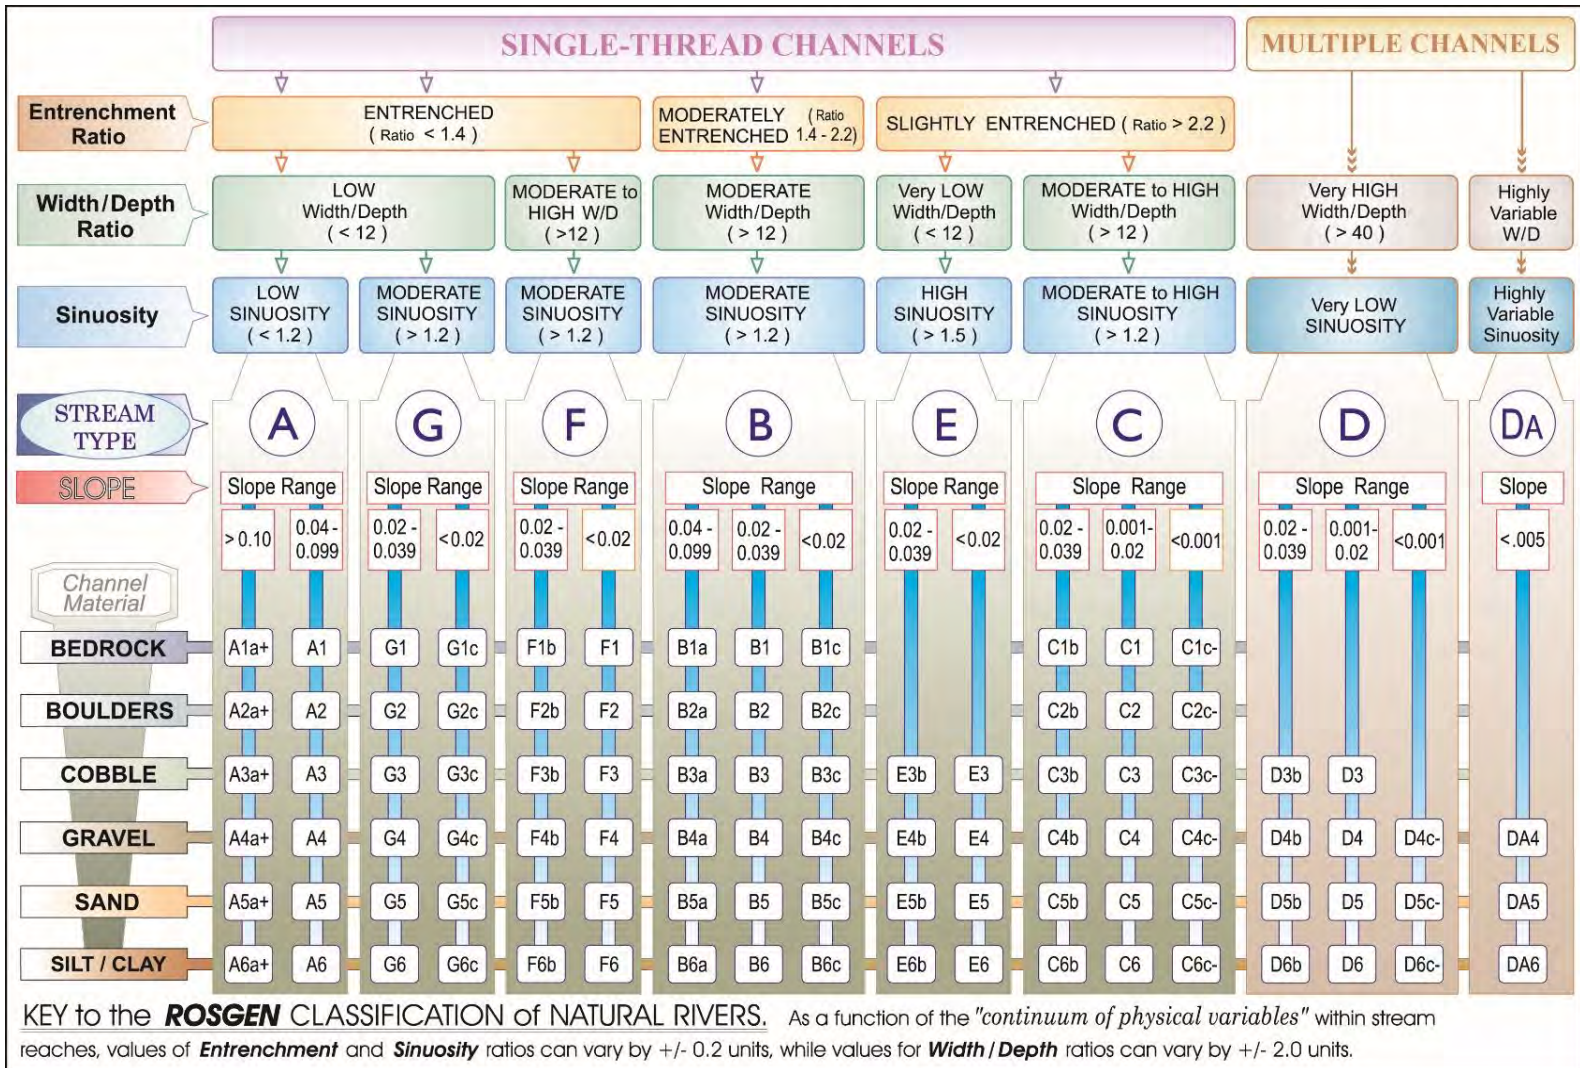 SINGLE-THREAD CHANNELS
MULTIPLE CHANNELS
Entrenchment
Ratio
ENTRENCHED
( Ratio < 1.4 )
MODERATELY ( Ratio
ENTRENCHED 1.4 - 2.2)
SLIGHTLY ENTRENCHED ( Ratio > 2.2 )
Width/Depth
Ratio
LOW
Width/Depth
( < 12 )
MODERATE to
HIGH W/D
( >12 )
MODERATE
Width/Depth
( > 12 )
Very LOW
Width/Depth
( < 12 )
MODERATE to HIGH
Width/Depth
( > 12 )
Very HIGH
Width/Depth
( > 40 )
Highly
Variable
W/D
Sinuosity
LOW
SINUOSITY
( < 1.2 )
MODERATE
SINUOSITY
( > 1.2 )
MODERATE
SINUOSITY
( > 1.2 )
MODERATE
SINUOSITY
( > 1.2 )
HIGH
SINUOSITY
( > 1.5 )
MODERATE to HIGH
SINUOSITY
( > 1.2 )
Very LOW
SINUOSITY
Highly
Variable
Sinuosity
STREAM
TYPE
A G F B E C D DA
SLOPE
Slope Range Slope Range Slope Range Slope Range Slope Range Slope Range Slope Range Slope
> 0.10
0.04 -
0.099
0.02 -
0.039
<0.02
0.02 -
0.039
<0.02
0.04 -
0.099
0.02 -
0.039
<0.02
0.02 -
0.039
<0.02
0.02 -
0.039
0.001-
0.02
<0.001
0.02 -
0.039
0.001-
0.02
<0.001
<.005
Channel
Material
BEDROCK A1a+ A1 G1 G1c F1b F1 B1a B1 B1c C1b C1 C1c-
BOULDERS A2a+ A2 G2 G2c F2b F2 B2a B2 B2c C2b C2 C2c-
COBBLE A3a+ A3 G3 G3c F3b F3 B3a B3 B3c E3b E3 C3b C3 C3c- D3b D3
GRAVEL A4a+ A4 G4 G4c F4b F4 B4a B4 B4c E4b E4 C4b C4 C4c- D4b D4 D4c- DA4
SAND A5a+ A5 G5 G5c F5b F5 B5a B5 B5c E5b E5 C5b C5 C5c- D5b D5 D5c- DA5
SILT / CLAY A6a+ A6 G6 G6c F6b F6 B6a B6 B6c E6b E6 C6b C6 C6c- D6b D6 D6c- DA6
KEY to the ROSGEN CLASSIFICATION of NATURAL RIVERS. As a function of the "continuum of physical variables" within stream
reaches, values of Entrenchment and Sinuosity ratios can vary by +/- 0.2 units, while values for Width / Depth ratios can vary by +/- 2.0 units.